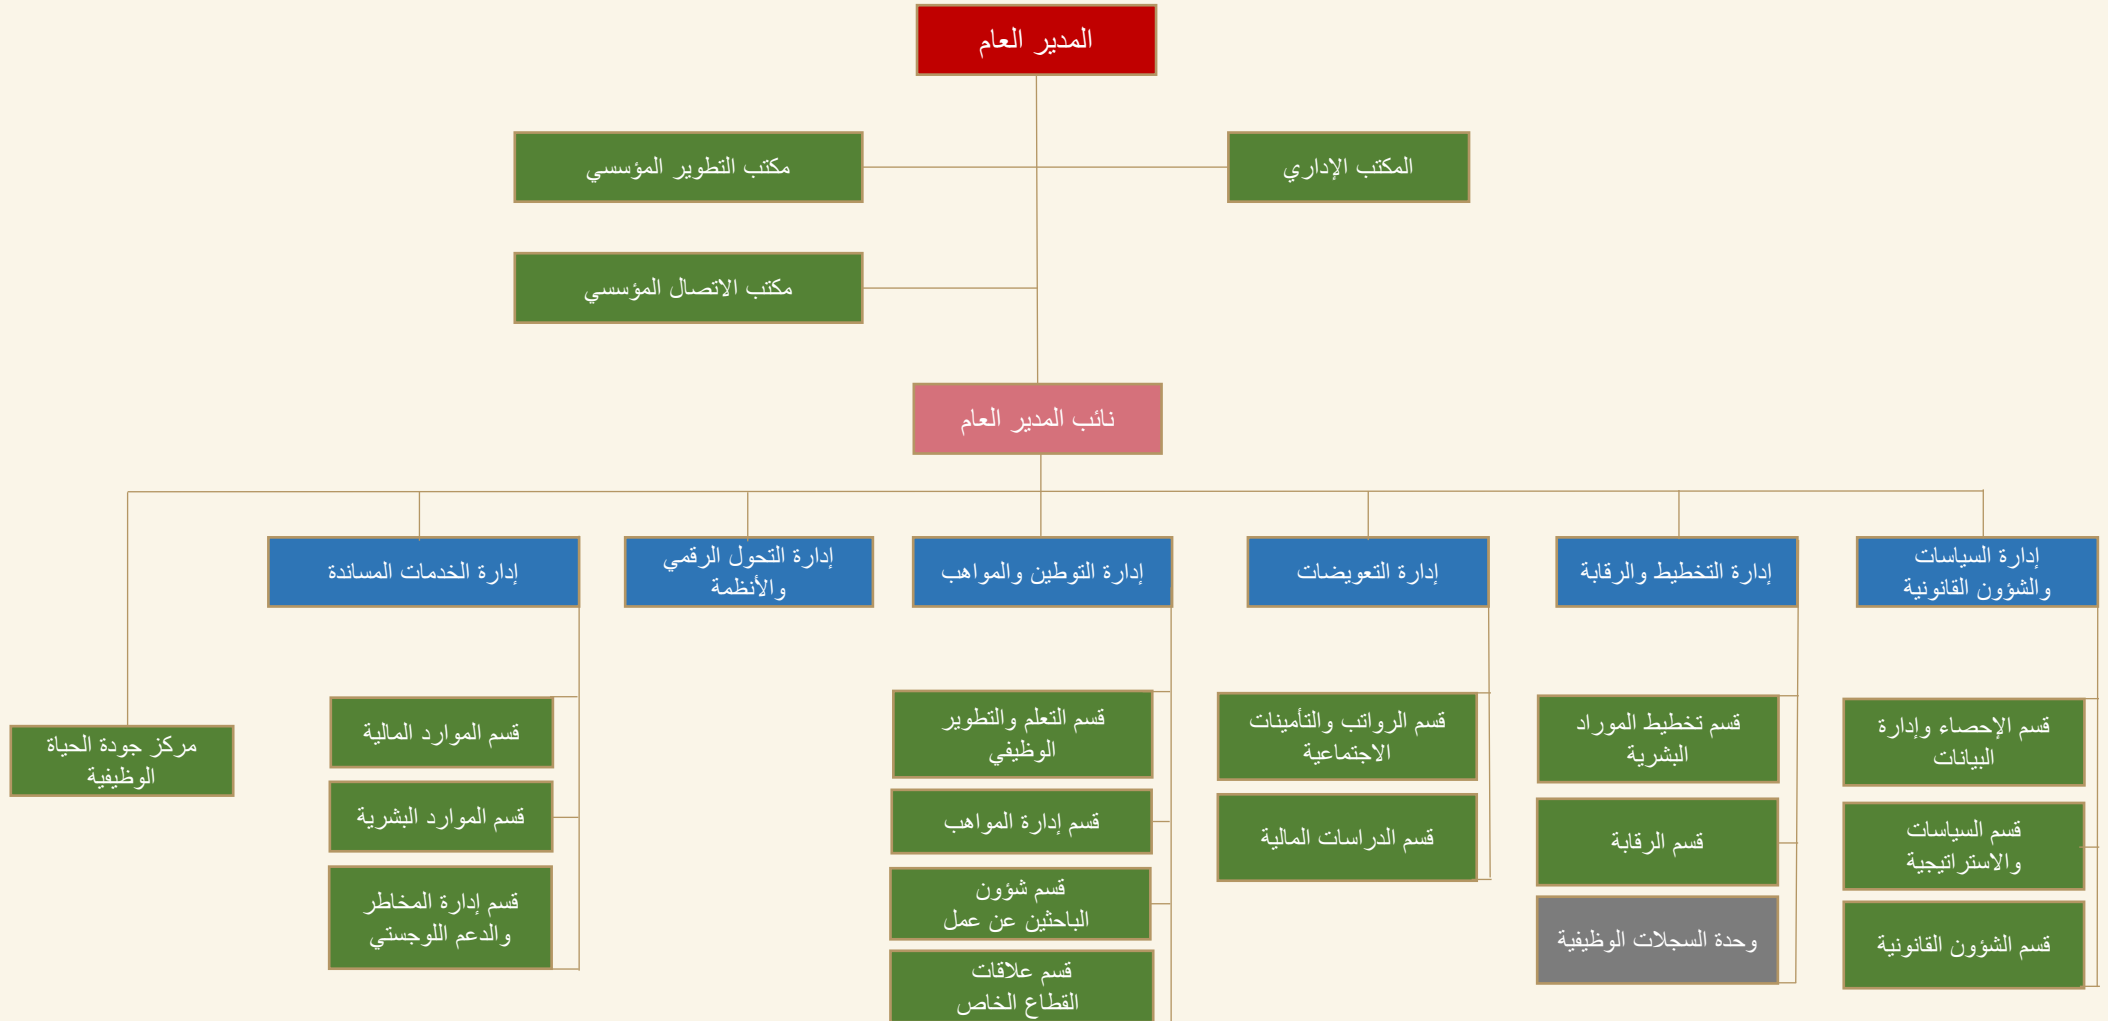 المدير العام
المكتب الإداري
مكتب التطوير المؤسسي
مكتب الاتصال المؤسسي
نائب المدير العام
إدارة السياسات
والشؤون القانونية
إدارة التخطيط والرقابة
إدارة التعويضات
إدارة التوطين والمواهب
إدارة التحول الرقمي
والأنظمة
إدارة الخدمات المساندة
قسم الإحصاء وإدارة
البيانات
قسم السياسات
والاستراتيجية
قسم الشؤون القانونية
قسم تخطيط الموراد
البشرية
قسم الرقابة
وحدة السجلات الوظيفية
قسم الرواتب والتأمينات
الاجتماعية
قسم الدراسات المالية
قسم التعلم والتطوير
الوظيفي
قسم إدارة المواهب
قسم شؤون
الباحثين عن عمل
قسم علاقات
القطاع الخاص
قسم الموارد المالية
قسم الموارد البشرية
قسم إدارة المخاطر
والدعم اللوجستي
مركز جودة الحياة
الوظيفية